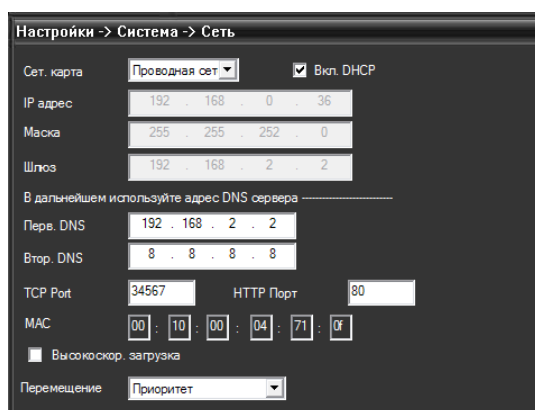 Настройки -> Система -> Сеть
Сет. карта Проводная сет Вкл. DHCP
IP адрес 192 . 168 . 0 . 36
Маска 255 . 255 . 252 . 0
Шлюз 192 . 168 . 2 . 2
В дальнейшем используйте адрес DNS сервера ---------------------------
Перв. DNS 192 . 168 . 2 . 2
Втор. DNS 8 . 8 . 8 . 8
TCP Port 34567 HTTP Порт 80
MAC 00 : 10 : 00 : 04 : 71 : 0f
Высокоскор. загрузка
Перемещение Приоритет